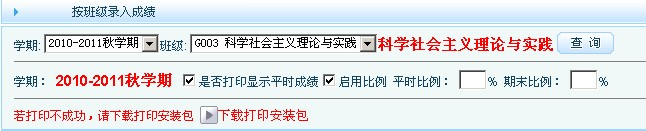 按班级录入成绩
学期: 2010-2011秋学期 班级: G003 科学社会主义理论与实践 科学社会主义理论与实践 查 询
学期: 2010-2011秋学期 是否打印显示平时成绩 启用比例 平时比例: % 期末比例: %
若打印不成功，请下载打印安装包 下载打印安装包